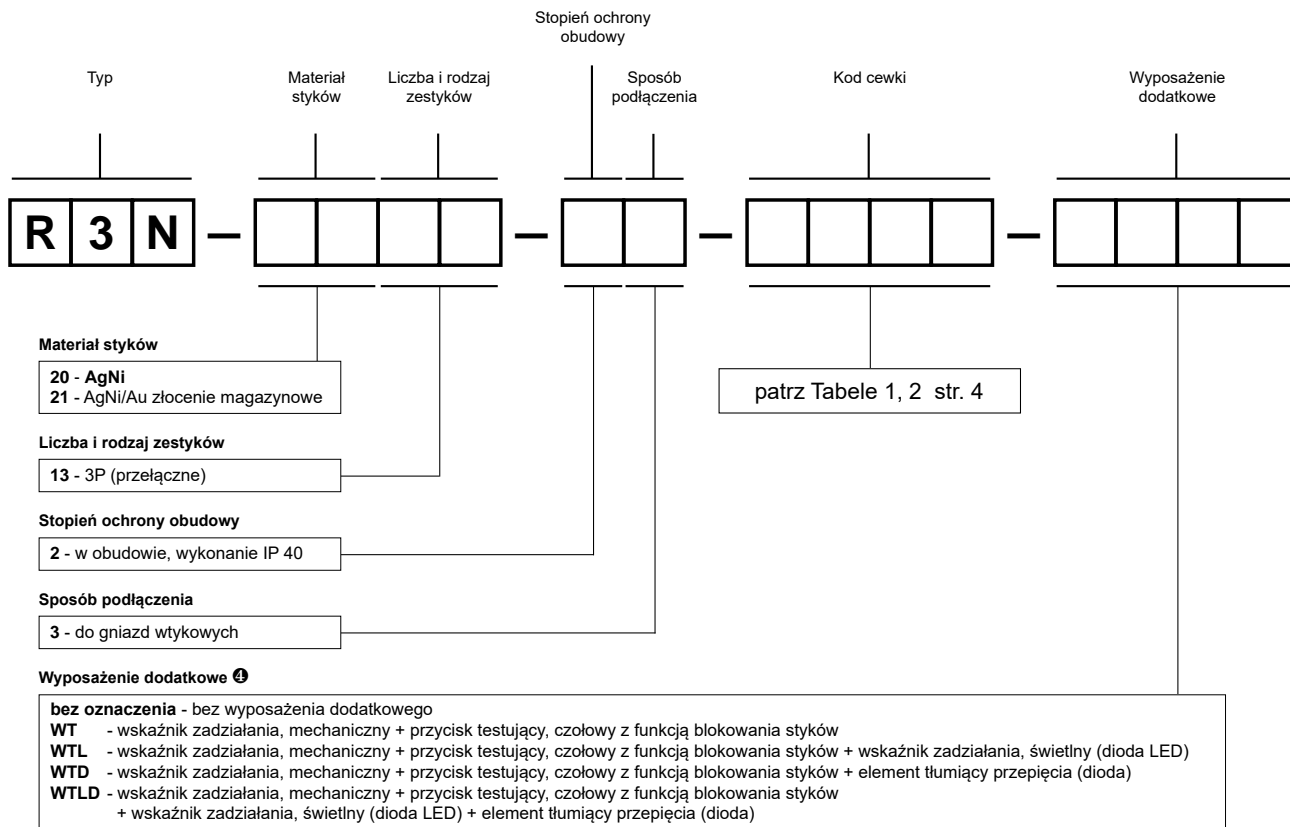 Stopień ochrony
obudowy
Typ
Materiał
styków
Liczba i rodzaj
zestyków
Sposób
podłączenia
Kod cewki
Wyposażenie
dodatkowe
R 3 N – – – –
Materiał styków
20 - AgNi
21 - AgNi/Au złocenie magazynowe
patrz Tabele 1, 2 str. 4
Liczba i rodzaj zestyków
13 - 3P (przełączne)
Stopień ochrony obudowy
2 - w obudowie, wykonanie IP 40
Sposób podłączenia
3 - do gniazd wtykowych
Wyposażenie dodatkowe ❹
bez oznaczenia - bez wyposażenia dodatkowego
WT - wskaźnik zadziałania, mechaniczny + przycisk testujący, czołowy z funkcją blokowania styków
WTL - wskaźnik zadziałania, mechaniczny + przycisk testujący, czołowy z funkcją blokowania styków + wskaźnik zadziałania, świetlny (dioda LED)
WTD - wskaźnik zadziałania, mechaniczny + przycisk testujący, czołowy z funkcją blokowania styków + element tłumiący przepięcia (dioda)
WTLD - wskaźnik zadziałania, mechaniczny + przycisk testujący, czołowy z funkcją blokowania styków
+ wskaźnik zadziałania, świetlny (dioda LED) + element tłumiący przepięcia (dioda)